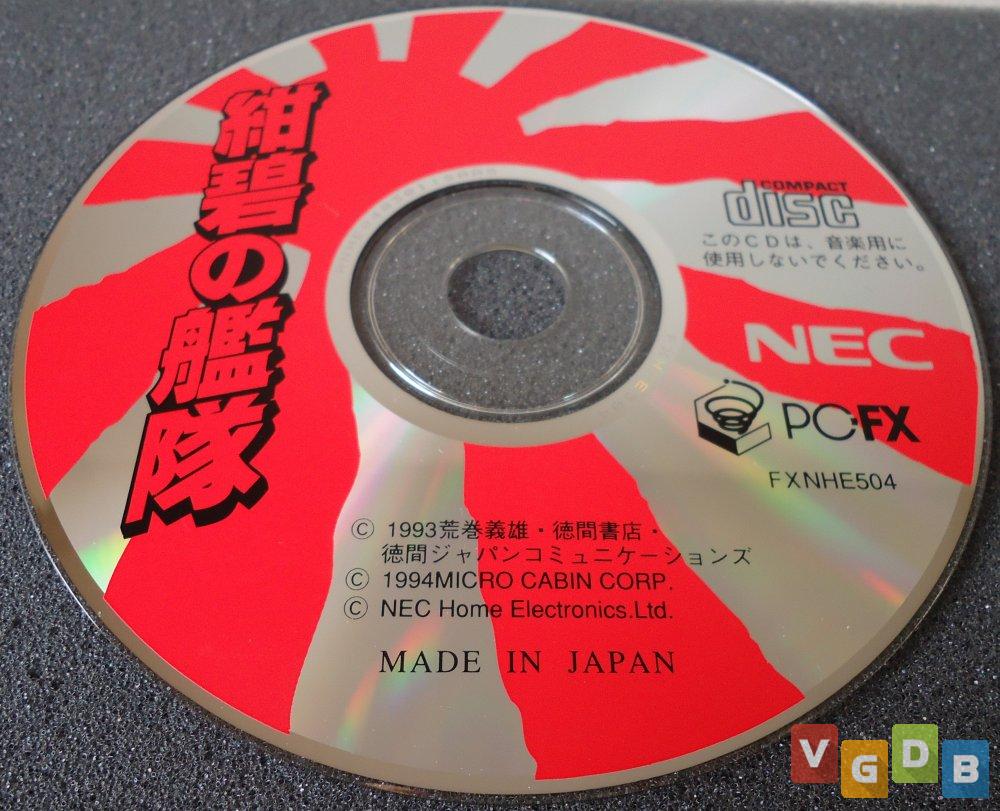 紺碧の艦隊
COMPACT
disc
このCDは、音楽用に
使用しないでください。
NEC
PC-FX
FXNHE504
© 1993荒巻義雄・徳間書店・
徳間ジャパンコミュニケーションズ
© 1994MICRO CABIN CORP.
© NEC Home Electronics.Ltd.
MADE IN JAPAN
VGDB